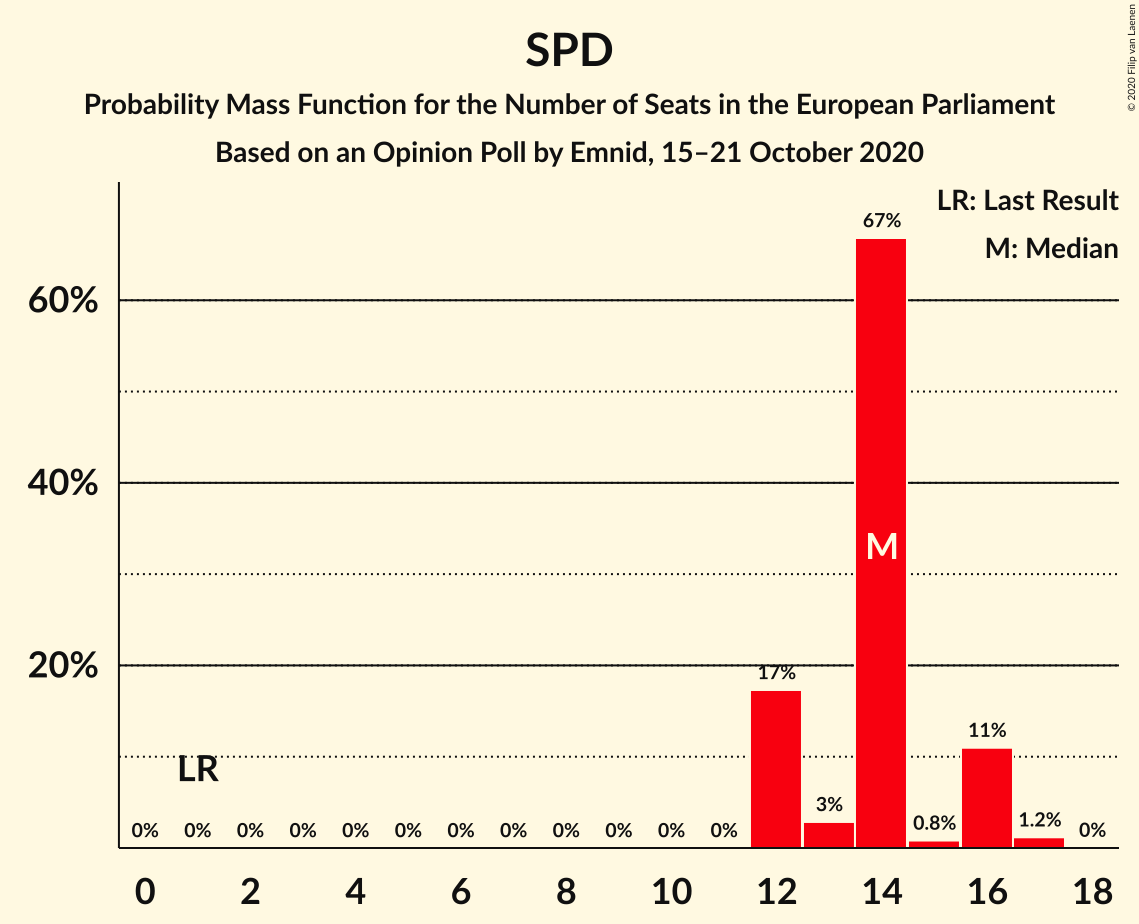 SPD
Probability Mass Function for the Number of Seats in the European Parliament
Based on an Opinion Poll by Emnid, 15–21 October 2020
© 2020 Filip van Laenen
LR: Last Result
M: Median
67%
60%
40%
M
20%
17%
11%
LR
3%
0.8%
1.2%
0% 0% 0% 0% 0% 0% 0% 0% 0% 0% 0% 0% 0%
0 2 4 6 8 10 12 14 16 18